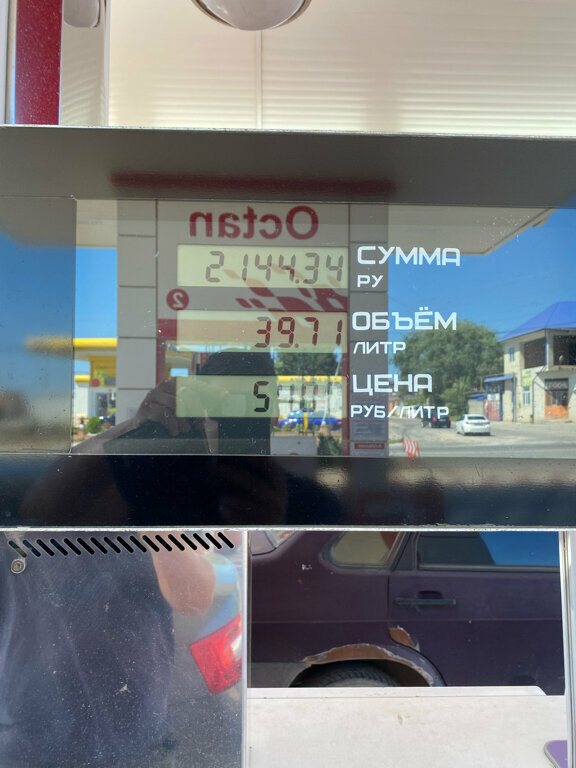 Octan
2144.34 СУММА
РУ
2
39.71 ОБЪЁМ
ЛИТР
ЦЕНА
РУБ/ЛИТР